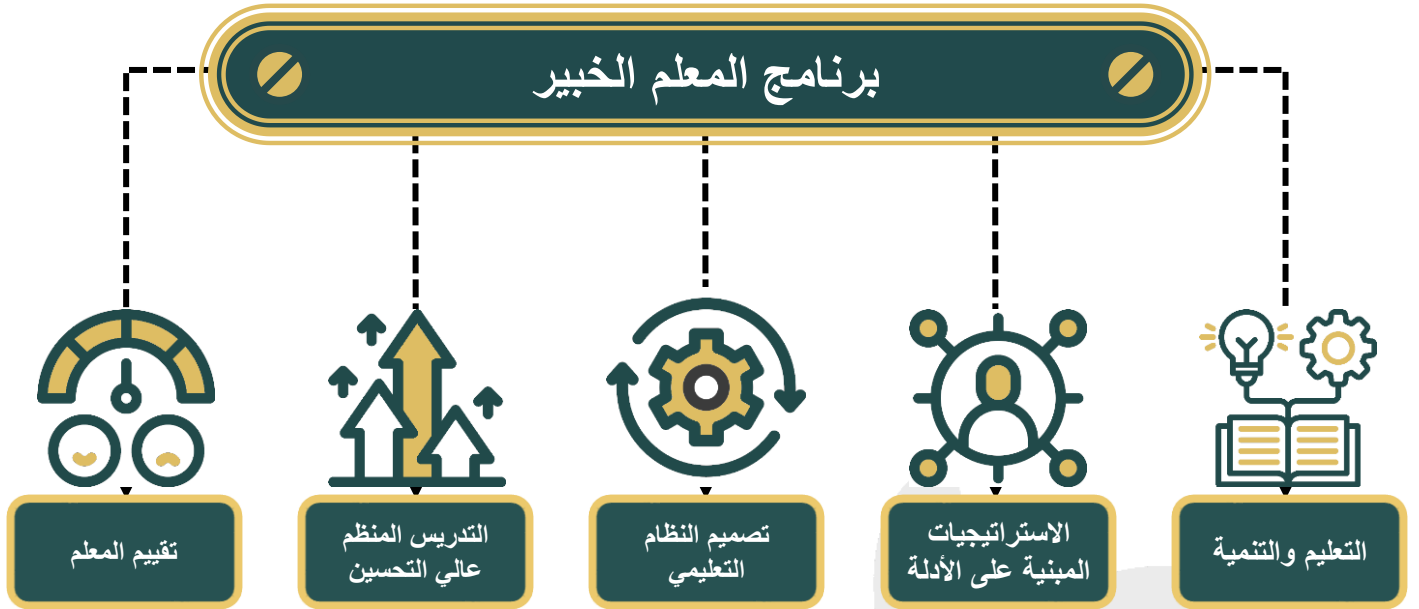 برنامج المعلم الخبير
التعليم والتنمية
الاستراتيجيات
المبنية على الأدلة
تصميم النظام
التعليمي
التدريس المنظم
عالي التحسين
تقييم المعلم